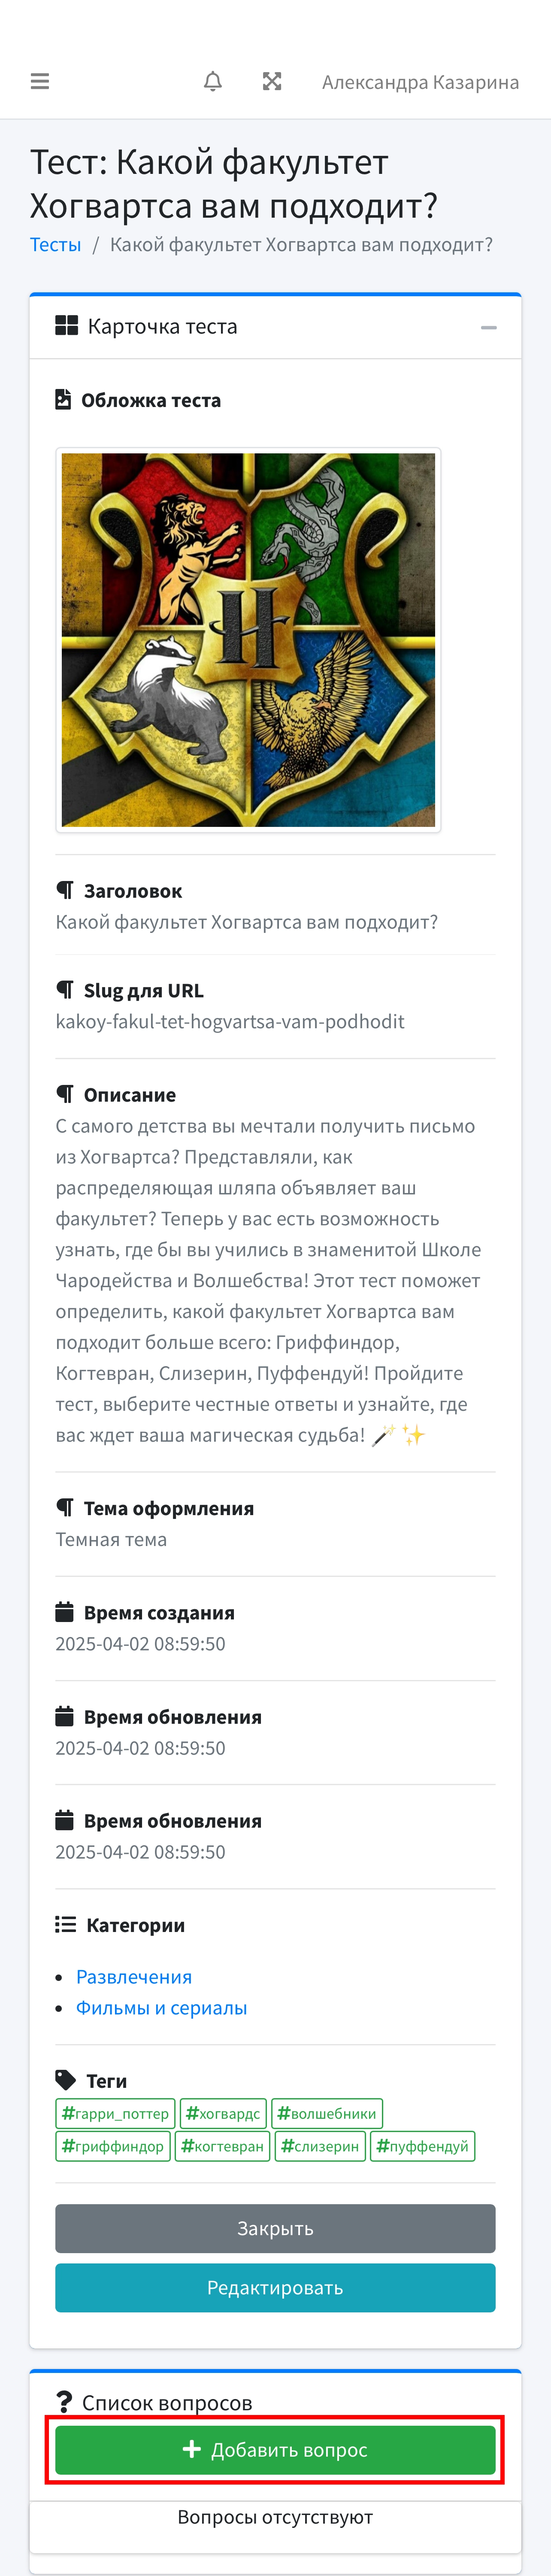 Александра Казарина
Тест: Какой факультет
Хогвартса вам подходит?
Тесты / Какой факультет Хогвартса вам подходит?
Карточка теста
Обложка теста
H
Заголовок
Какой факультет Хогвартса вам подходит?
Slug для URL
kakoy-fakul-tet-hogvartsa-vam-podhodit
Описание
С самого детства вы мечтали получить письмо
из Хогвартса? Представляли, как
распределяющая шляпа объявляет ваш
факультет? Теперь у вас есть возможность
узнать, где бы вы учились в знаменитой Школе
Чародейства и Волшебства! Этот тест поможет
определить, какой факультет Хогвартса вам
подходит больше всего: Гриффиндор,
Когтевран, Слизерин, Пуффендуй! Пройдите
тест, выберите честные ответы и узнайте, где
вас ждет ваша магическая судьба! 🪄✨
Тема оформления
Темная тема
Время создания
2025-04-02 08:59:50
Время обновления
2025-04-02 08:59:50
Время обновления
2025-04-02 08:59:50
Категории
• Развлечения
• Фильмы и сериалы
Теги
#гарри_поттер #хогвардс #волшебники
#гриффиндор #когтевран #слизерин #пуффендуй
Закрыть
Редактировать
? Список вопросов
+ Добавить вопрос
Вопросы отсутствуют